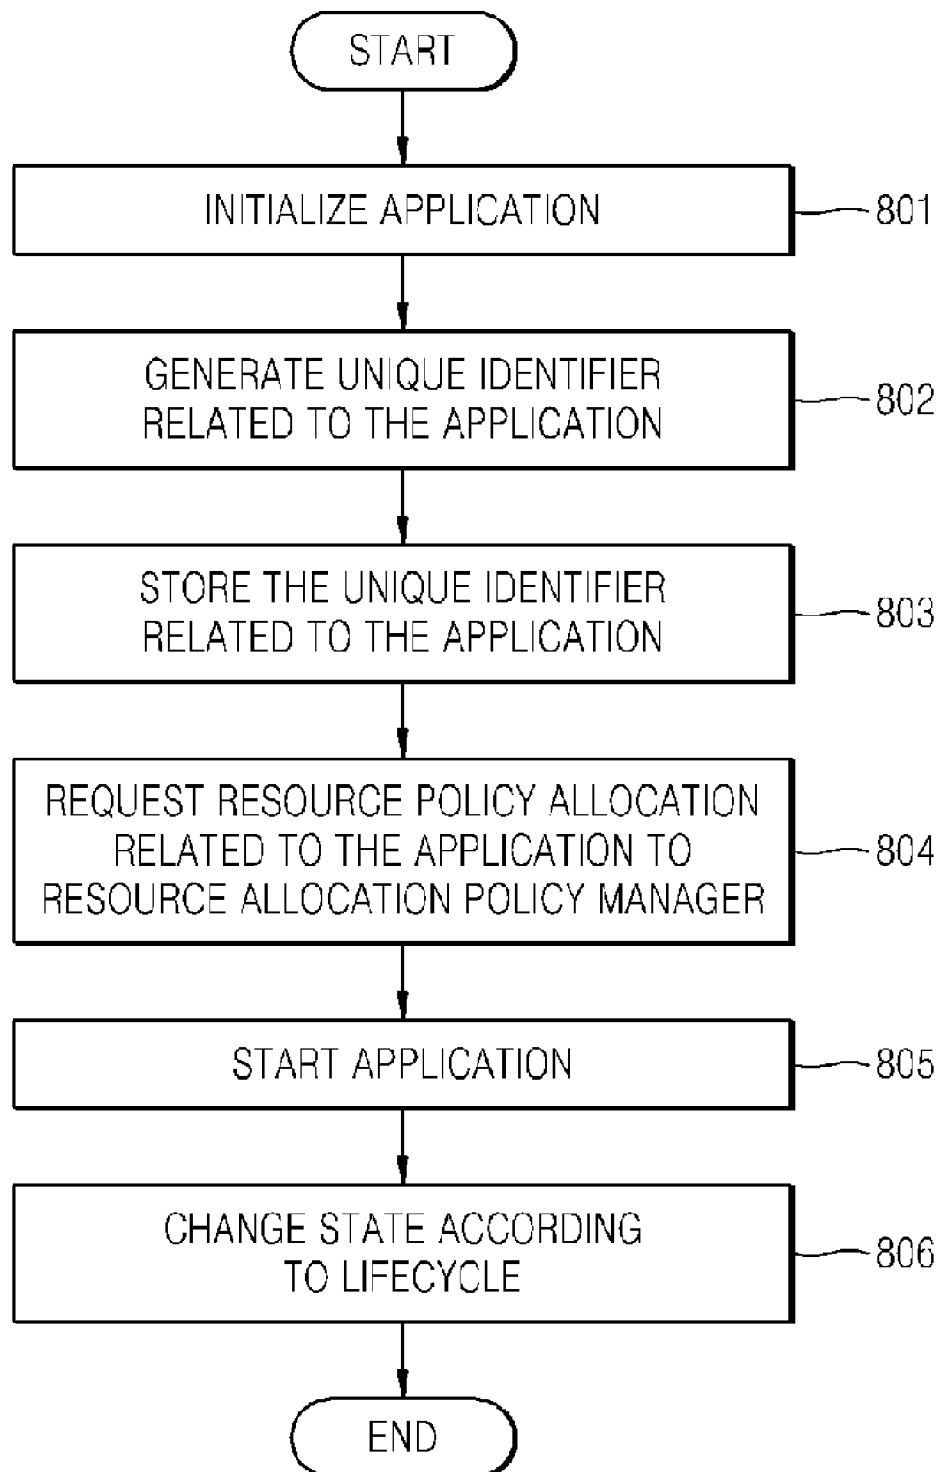 START
INITIALIZE APPLICATION
801
GENERATE UNIQUE IDENTIFIER
RELATED TO THE APPLICATION
802
STORE THE UNIQUE IDENTIFIER
RELATED TO THE APPLICATION
803
REQUEST RESOURCE POLICY ALLOCATION
RELATED TO THE APPLICATION TO
RESOURCE ALLOCATION POLICY MANAGER
804
START APPLICATION
805
CHANGE STATE ACCORDING
TO LIFECYCLE
806
END